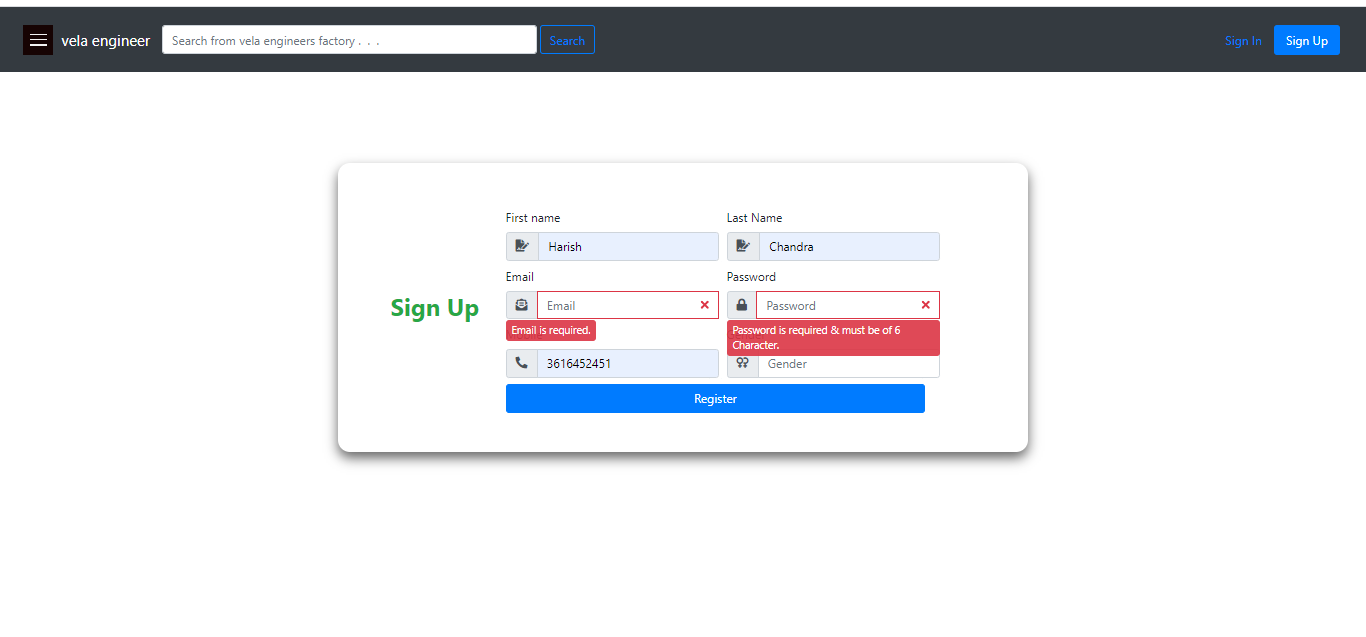 vela engineer
Search from vela engineers factory . . .
Search
Sign In
Sign Up
First name
Last Name
Harish
Chandra
Email
Password
Sign Up
Email
Password
Email is required.
Password is required & must be of 6
Character.
3616452451
Gender
Register